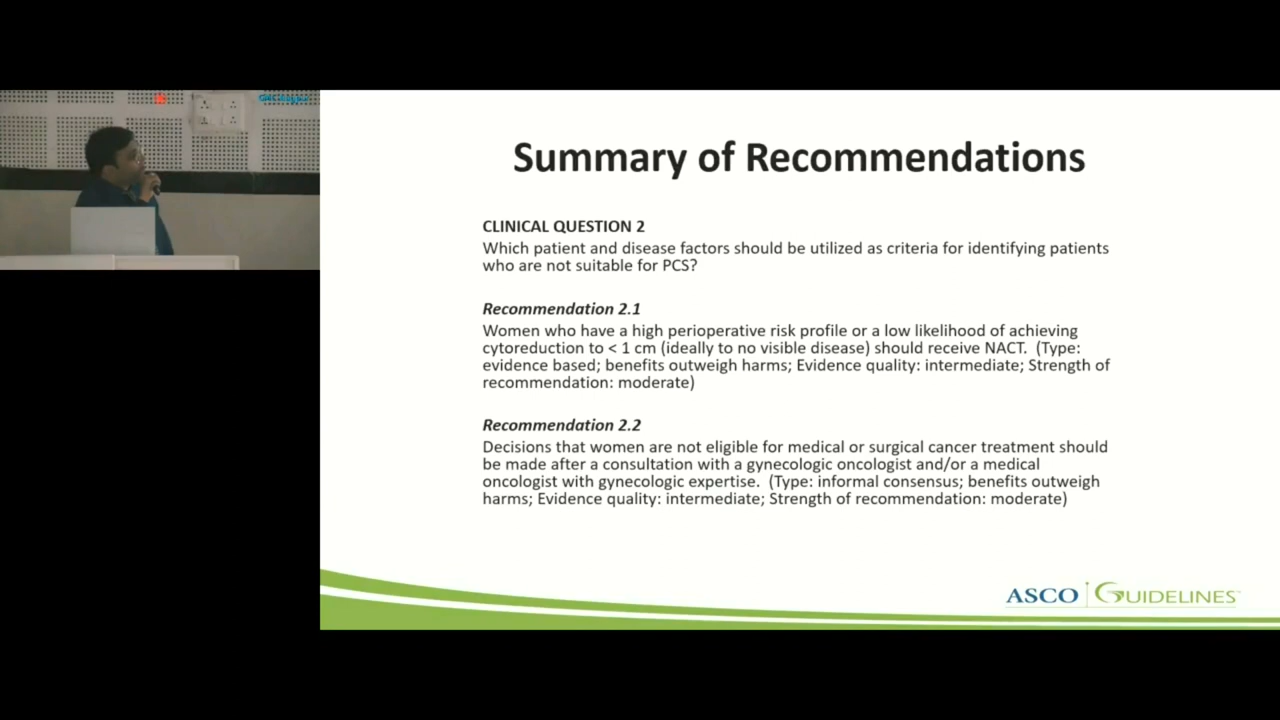 Summary of Recommendations
CLINICAL QUESTION 2
Which patient and disease factors should be utilized as criteria for identifying patients
who are not suitable for PCS?
Recommendation 2.1
Women who have a high perioperative risk profile or a low likelihood of achieving
cytoreduction to < 1 cm (ideally to no visible disease) should receive NACT. (Type:
evidence based; benefits outweigh harms; Evidence quality: intermediate; Strength of
recommendation: moderate)
Recommendation 2.2
Decisions that women are not eligible for medical or surgical cancer treatment should
be made after a consultation with a gynecologic oncologist and/or a medical
oncologist with gynecologic expertise. (Type: informal consensus; benefits outweigh
harms; Evidence quality: intermediate; Strength of recommendation: moderate)
ASCO GUIDELINES